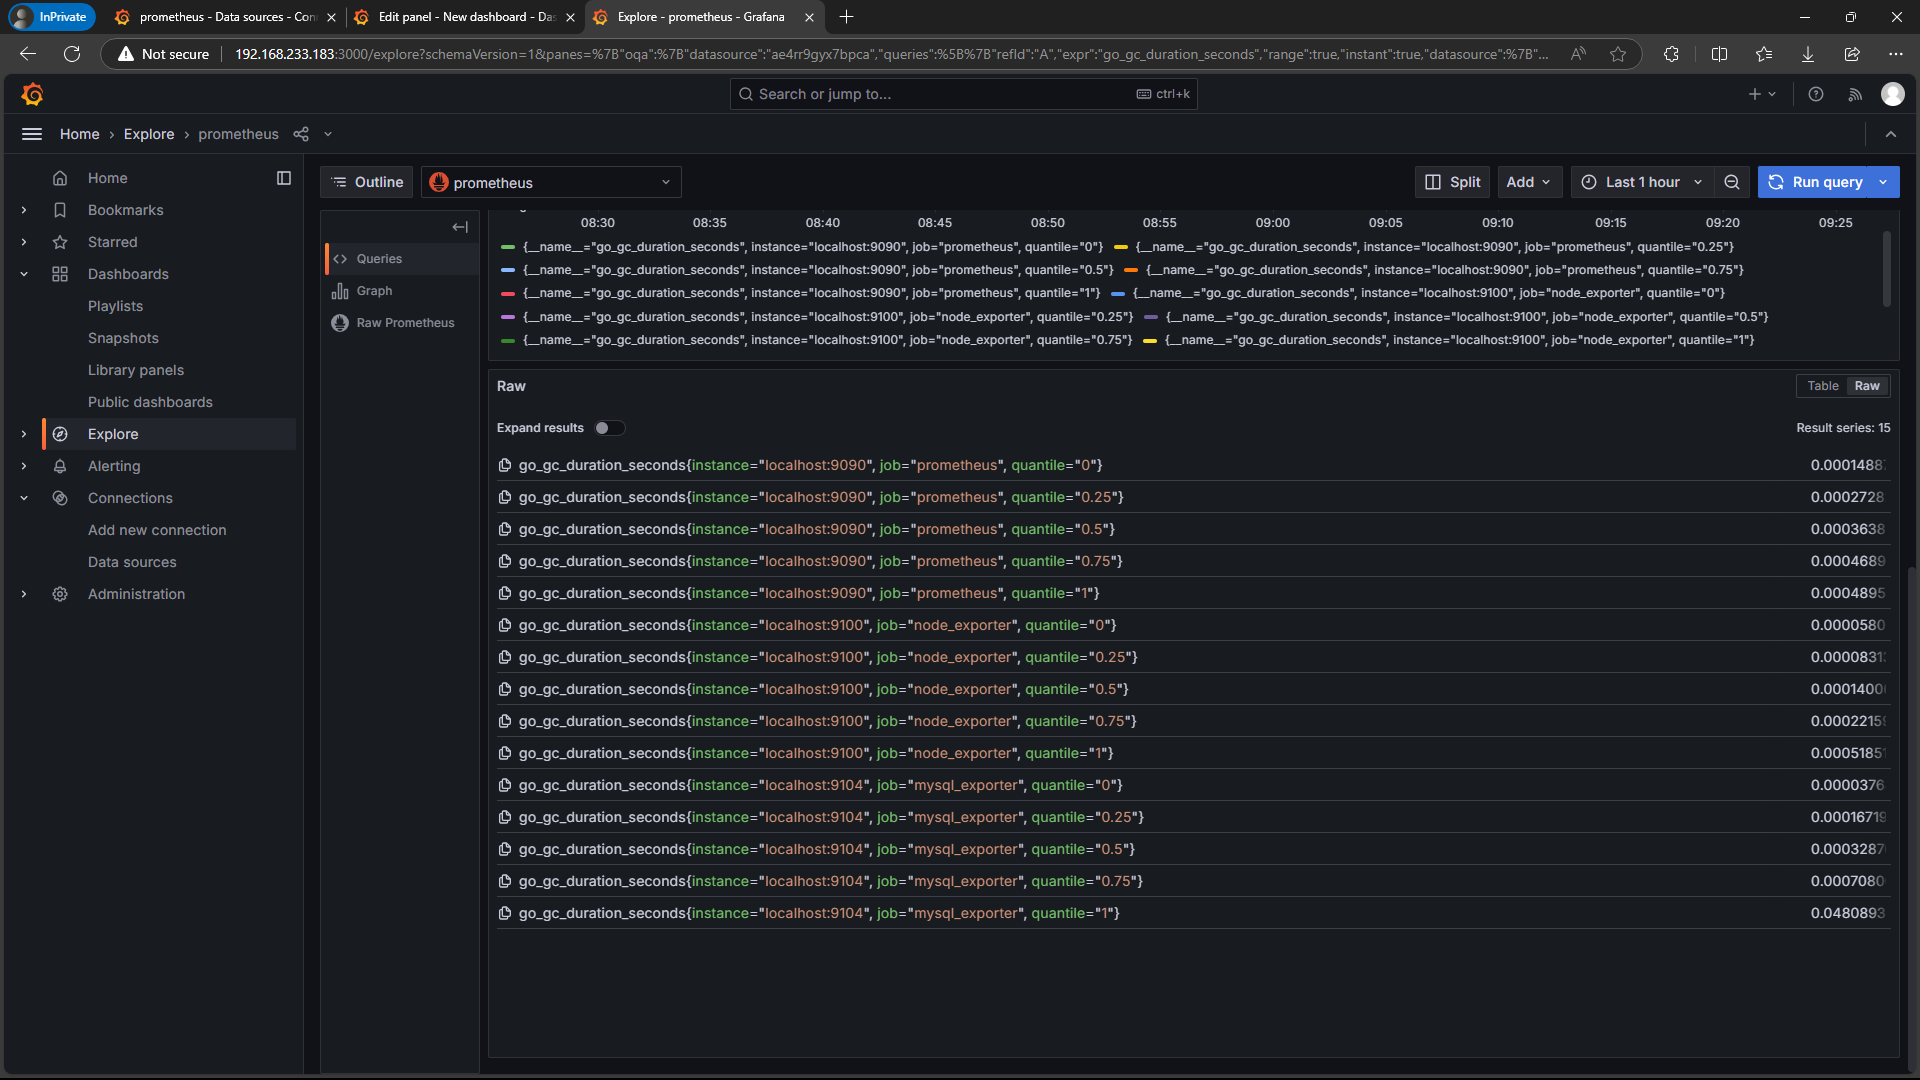 InPrivate
prometheus - Data sources - Con
Edit panel - New dashboard - Das
Explore - prometheus - Grafana
Not secure
192.168.233.183:3000/explore?schemaVersion=1&panes=%7B"oqa":%7B"datasource":"ae4rr9gyx7bpca","queries":%5B%7B"refId":"A","expr":"go_gc_duration_seconds","range":true,"instant":true,"datasource":%7B"...
Search or jump to...
ctrl+k
Home › Explore › prometheus
Home
Bookmarks
Starred
Dashboards
Playlists
Snapshots
Library panels
Public dashboards
Explore
Alerting
Connections
Add new connection
Data sources
Administration
Outline
prometheus
Split
Add
Last 1 hour
Run query
Queries
Graph
Raw Prometheus
08:30 08:35 08:40 08:45 08:50 08:55 09:00 09:05 09:10 09:15 09:20 09:25
{__name__="go_gc_duration_seconds", instance="localhost:9090", job="prometheus", quantile="0"} {__name__="go_gc_duration_seconds", instance="localhost:9090", job="prometheus", quantile="0.25"}
{__name__="go_gc_duration_seconds", instance="localhost:9090", job="prometheus", quantile="0.5"} {__name__="go_gc_duration_seconds", instance="localhost:9090", job="prometheus", quantile="0.75"}
{__name__="go_gc_duration_seconds", instance="localhost:9090", job="prometheus", quantile="1"} {__name__="go_gc_duration_seconds", instance="localhost:9100", job="node_exporter", quantile="0"}
{__name__="go_gc_duration_seconds", instance="localhost:9100", job="node_exporter", quantile="0.25"} {__name__="go_gc_duration_seconds", instance="localhost:9100", job="node_exporter", quantile="0.5"}
{__name__="go_gc_duration_seconds", instance="localhost:9100", job="node_exporter", quantile="0.75"} {__name__="go_gc_duration_seconds", instance="localhost:9100", job="node_exporter", quantile="1"}
Raw
Table Raw
Expand results
Result series: 15
go_gc_duration_seconds{instance="localhost:9090", job="prometheus", quantile="0"} 0.00014887
go_gc_duration_seconds{instance="localhost:9090", job="prometheus", quantile="0.25"} 0.0002728
go_gc_duration_seconds{instance="localhost:9090", job="prometheus", quantile="0.5"} 0.0003638
go_gc_duration_seconds{instance="localhost:9090", job="prometheus", quantile="0.75"} 0.0004689
go_gc_duration_seconds{instance="localhost:9090", job="prometheus", quantile="1"} 0.0004895
go_gc_duration_seconds{instance="localhost:9100", job="node_exporter", quantile="0"} 0.0000580
go_gc_duration_seconds{instance="localhost:9100", job="node_exporter", quantile="0.25"} 0.0000831
go_gc_duration_seconds{instance="localhost:9100", job="node_exporter", quantile="0.5"} 0.0001400
go_gc_duration_seconds{instance="localhost:9100", job="node_exporter", quantile="0.75"} 0.0002215
go_gc_duration_seconds{instance="localhost:9100", job="node_exporter", quantile="1"} 0.0005185
go_gc_duration_seconds{instance="localhost:9104", job="mysql_exporter", quantile="0"} 0.0000376
go_gc_duration_seconds{instance="localhost:9104", job="mysql_exporter", quantile="0.25"} 0.00016719
go_gc_duration_seconds{instance="localhost:9104", job="mysql_exporter", quantile="0.5"} 0.0003287
go_gc_duration_seconds{instance="localhost:9104", job="mysql_exporter", quantile="0.75"} 0.0007080
go_gc_duration_seconds{instance="localhost:9104", job="mysql_exporter", quantile="1"} 0.0480893